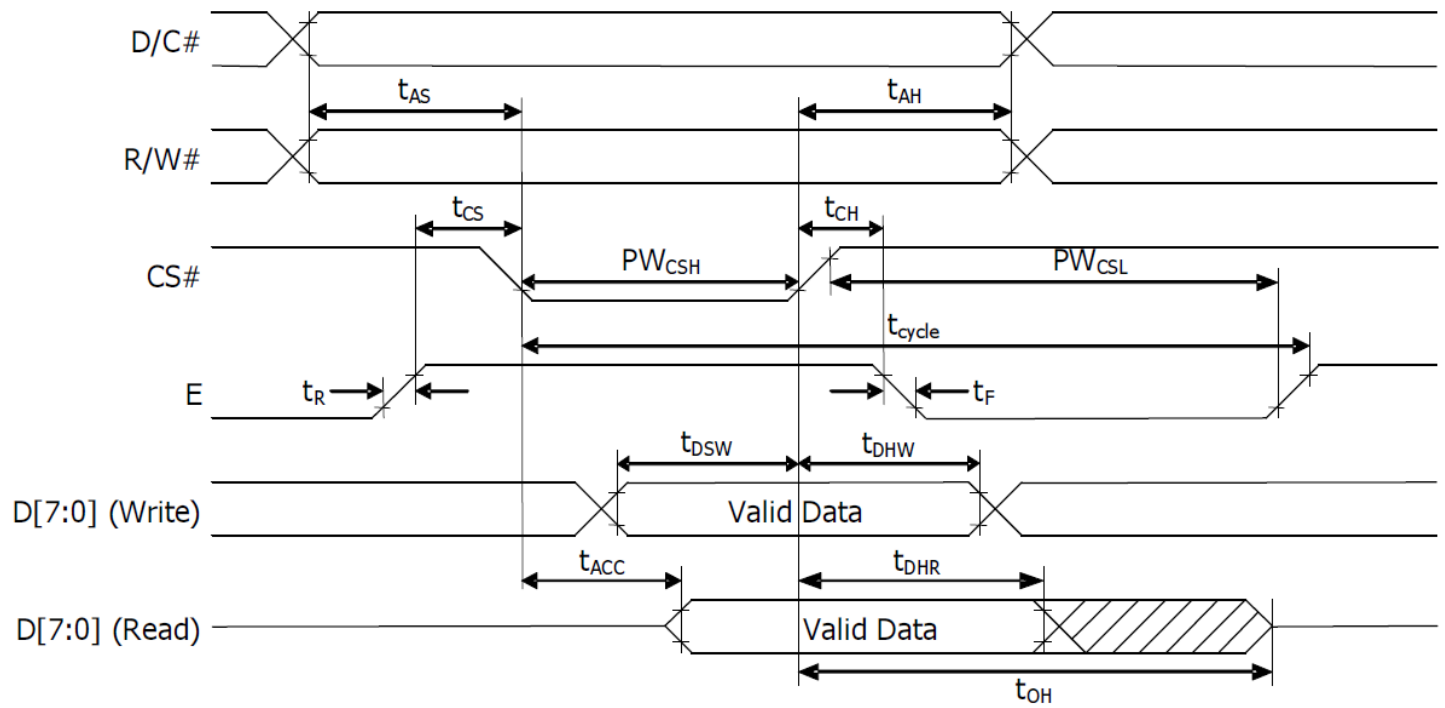 D/C#
tAS
tAH
R/W#
tCS
tCH
CS#
PWCSH
PWCSL
tcycle
E
tR
tF
tDSW
tDHW
D[7:0] (Write)
Valid Data
tACC
tDHR
D[7:0] (Read)
Valid Data
tOH